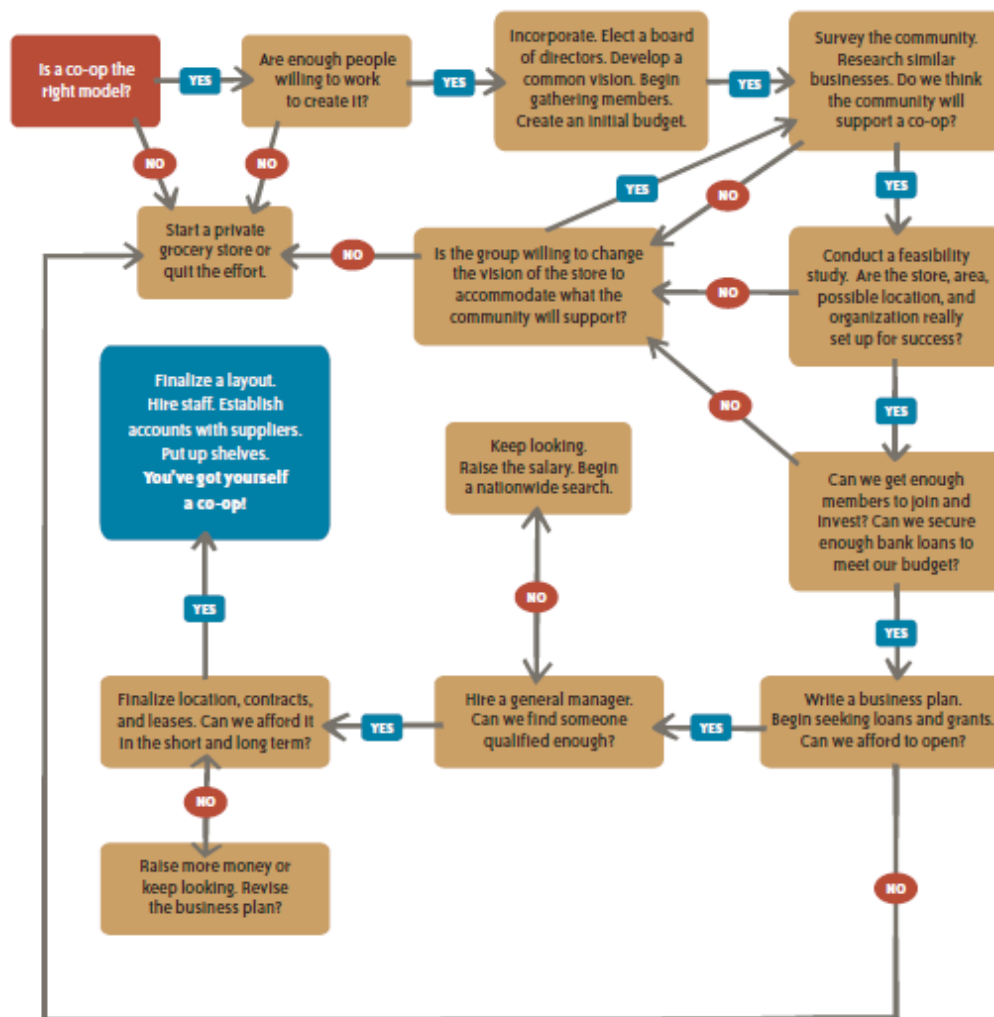 Is a co-op the
right model?
YES
Are enough people
willing to work
to create it?
YES
Incorporate. Elect a board
of directors. Develop a
common vision. Begin
gathering members.
Create an initial budget.
YES
Survey the community.
Research similar
businesses. Do we think
the community will
support a co-op?
NO
NO
YES
NO
YES
Start a private
grocery store or
quit the effort.
NO
Is the group willing to change
the vision of the store to
accommodate what the
community will support?
NO
Conduct a feasibility
study. Are the store, area,
possible location, and
organization really
set up for success?
NO
YES
Finalize a layout.
Hire staff. Establish
accounts with suppliers.
Put up shelves.
You've got yourself
a co-op!
Keep looking.
Raise the salary. Begin
a nationwide search.
Can we get enough
members to join and
invest? Can we secure
enough bank loans to
meet our budget?
YES
NO
YES
Finalize location, contracts,
and leases. Can we afford it
in the short and long term?
YES
Hire a general manager.
Can we find someone
qualified enough?
YES
Write a business plan.
Begin seeking loans and grants.
Can we afford to open?
NO
Raise more money or
keep looking. Revise
the business plan?
NO